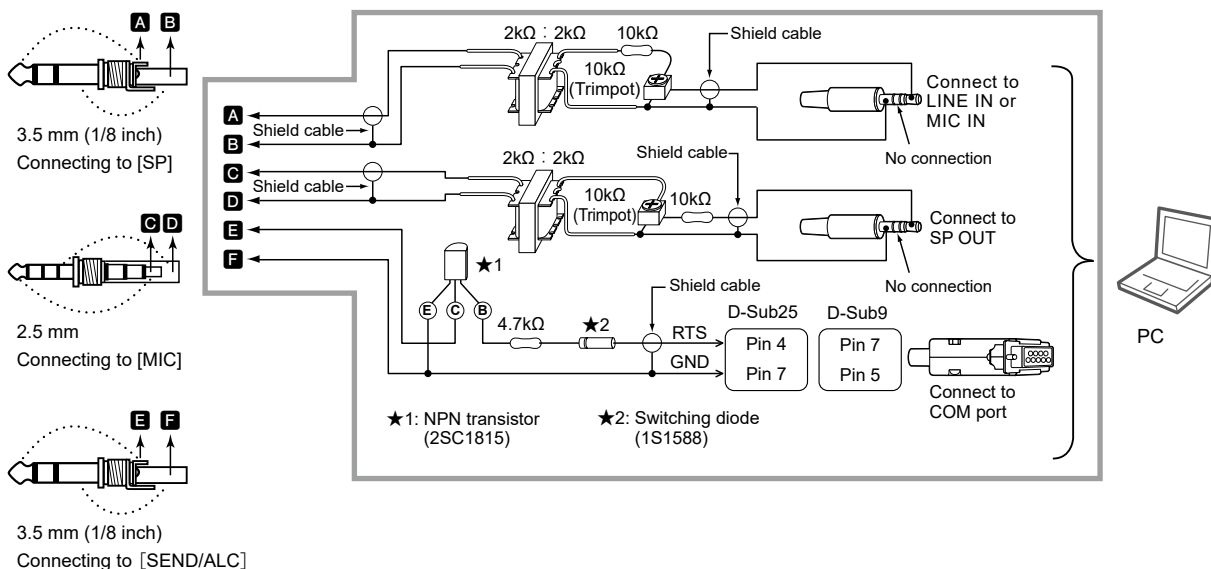 A B
3.5 mm (1/8 inch)
Connecting to [SP]
C D
2.5 mm
Connecting to [MIC]
E F
3.5 mm (1/8 inch)
Connecting to [SEND/ALC]
A
Shield cable
B
C
Shield cable
D
E
F
2kΩ : 2kΩ
10kΩ
10kΩ
(Trimpot)
Shield cable
Connect to
LINE IN or
MIC IN
No connection
2kΩ : 2kΩ
10kΩ
(Trimpot)
10kΩ
Shield cable
Connect to
SP OUT
No connection
★1
E C B
4.7kΩ
★2
Shield cable
RTS
GND
D-Sub25
Pin 4
Pin 7
D-Sub9
Pin 7
Pin 5
Connect to
COM port
★1: NPN transistor
(2SC1815)
★2: Switching diode
(1S1588)
PC